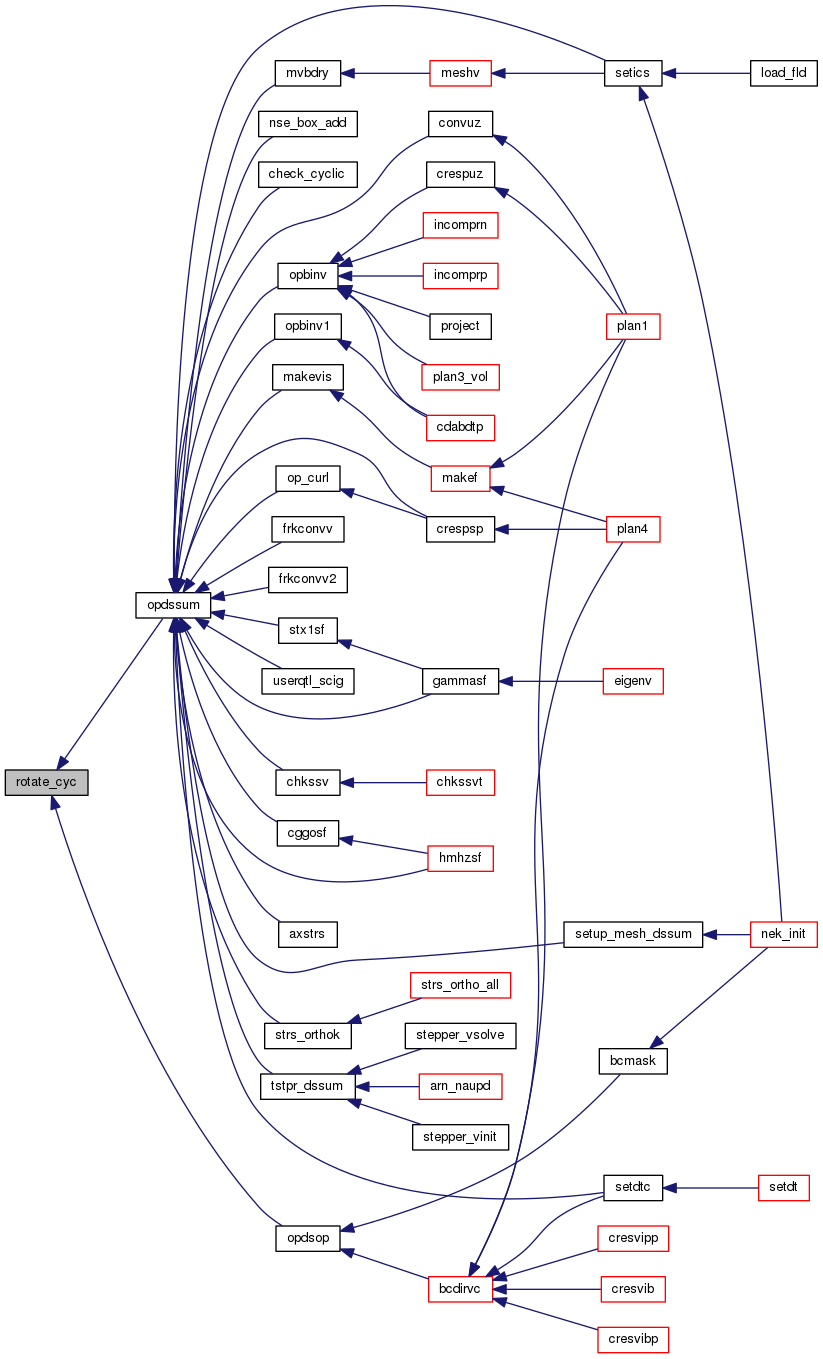 mvbdry
meshv
setics
load_fld
nse_box_add
convuz
check_cyclic
crespuz
incomprn
opbinv
incomprp
opbinv1
project
plan1
makevis
plan3_vol
cdabdtp
op_curl
makef
frkconvv
crespsp
plan4
frkconvv2
opdssum
stx1sf
userqtl_scig
gammasf
eigenv
rotate_cyc
chkssv
chkssvt
cggosf
hmhzsf
axstrs
setup_mesh_dssum
nek_init
strs_ortho_all
strs_orthok
stepper_vsolve
bcmask
tstpr_dssum
arn_naupd
stepper_vinit
setdtc
setdt
opdsop
cresvipp
bcdirvc
cresvib
cresvibp